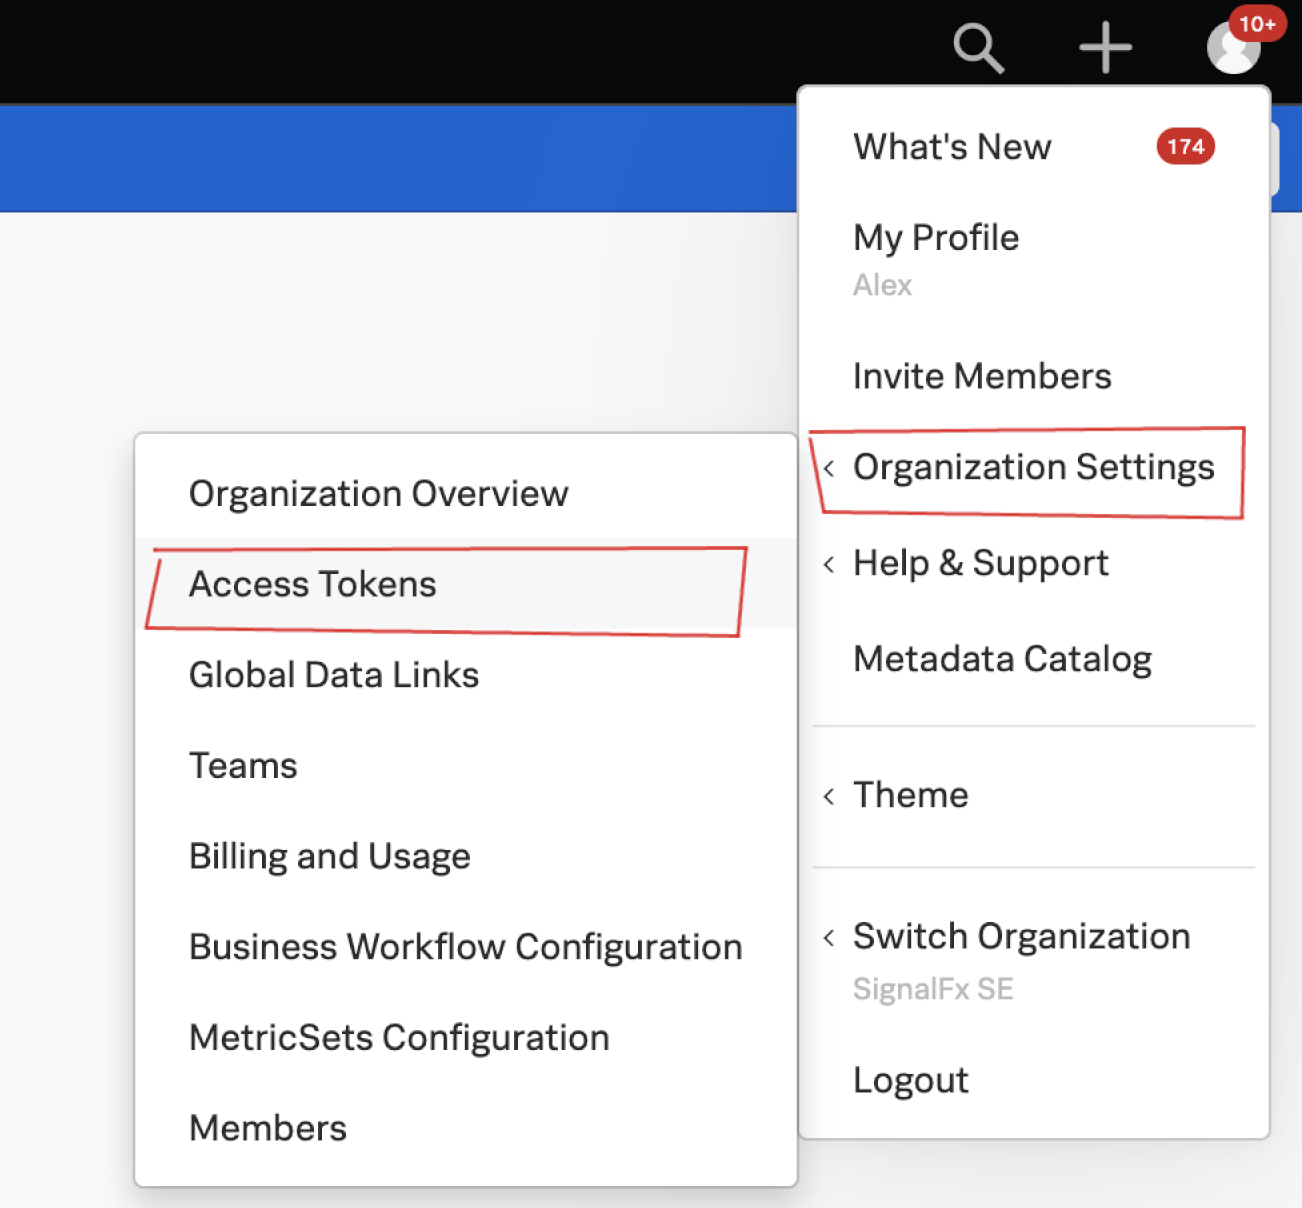 10+
What's New
174
My Profile
Alex
Invite Members
< Organization Settings
< Help & Support
Metadata Catalog
< Theme
< Switch Organization
SignalFx SE
Logout
Organization Overview
Access Tokens
Global Data Links
Teams
Billing and Usage
Business Workflow Configuration
MetricSets Configuration
Members